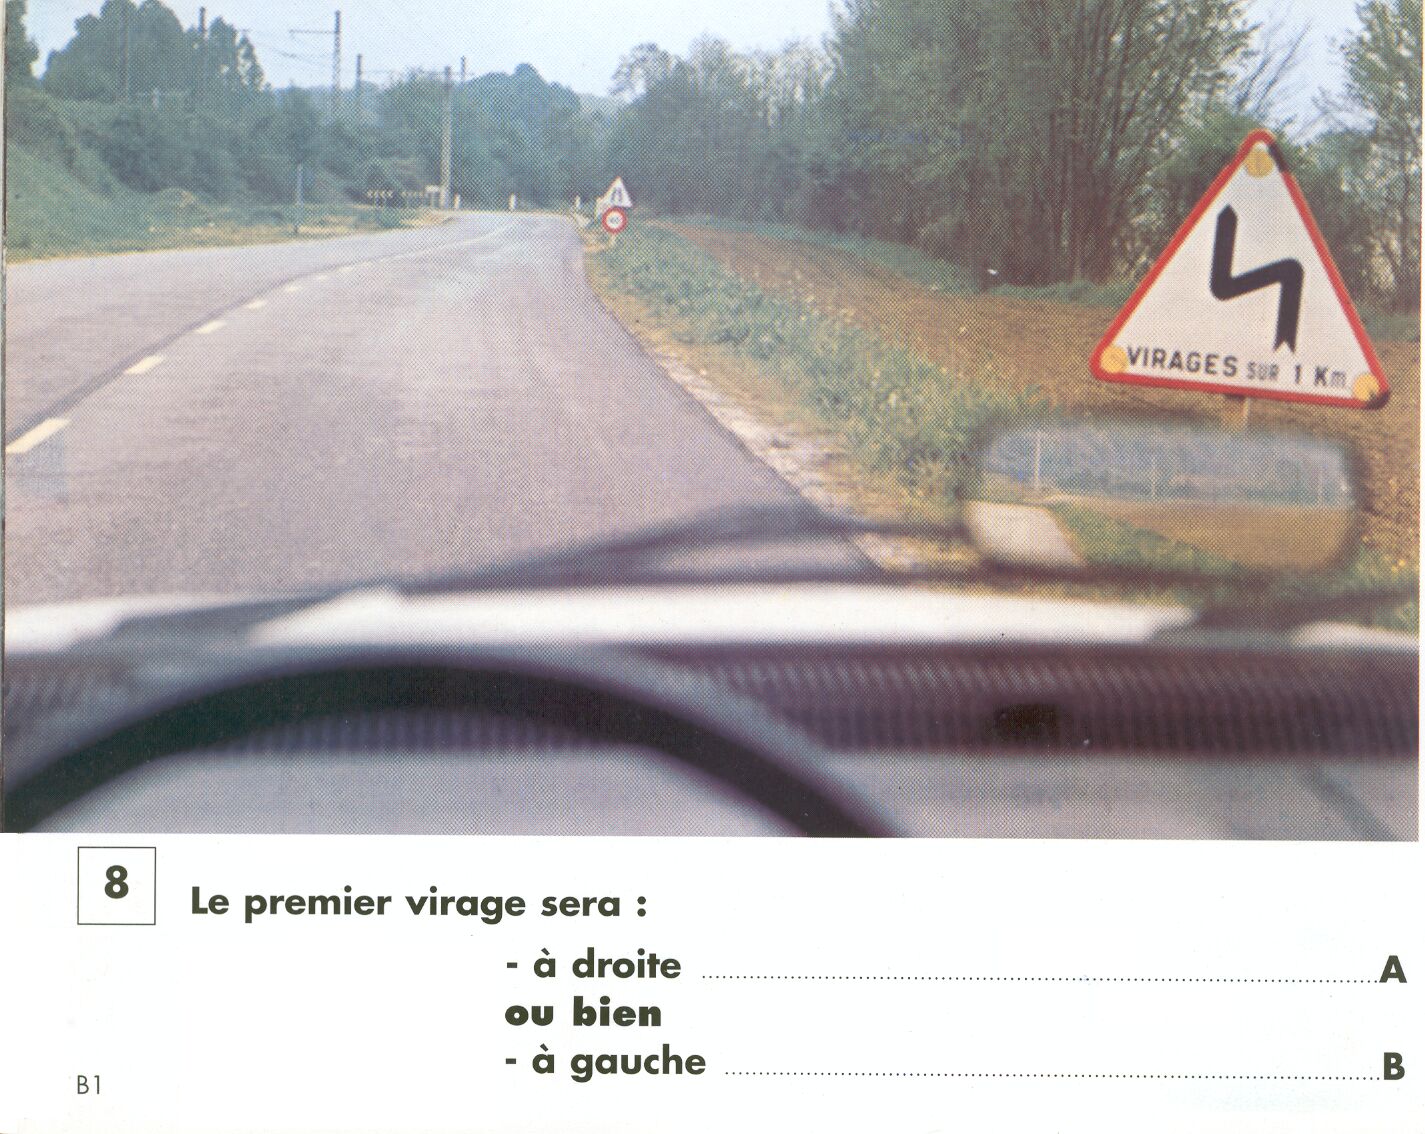 VIRAGES SUR 1 Km
8
Le premier virage sera :
- à droite ........ A
ou bien
- à gauche ........ B
B1